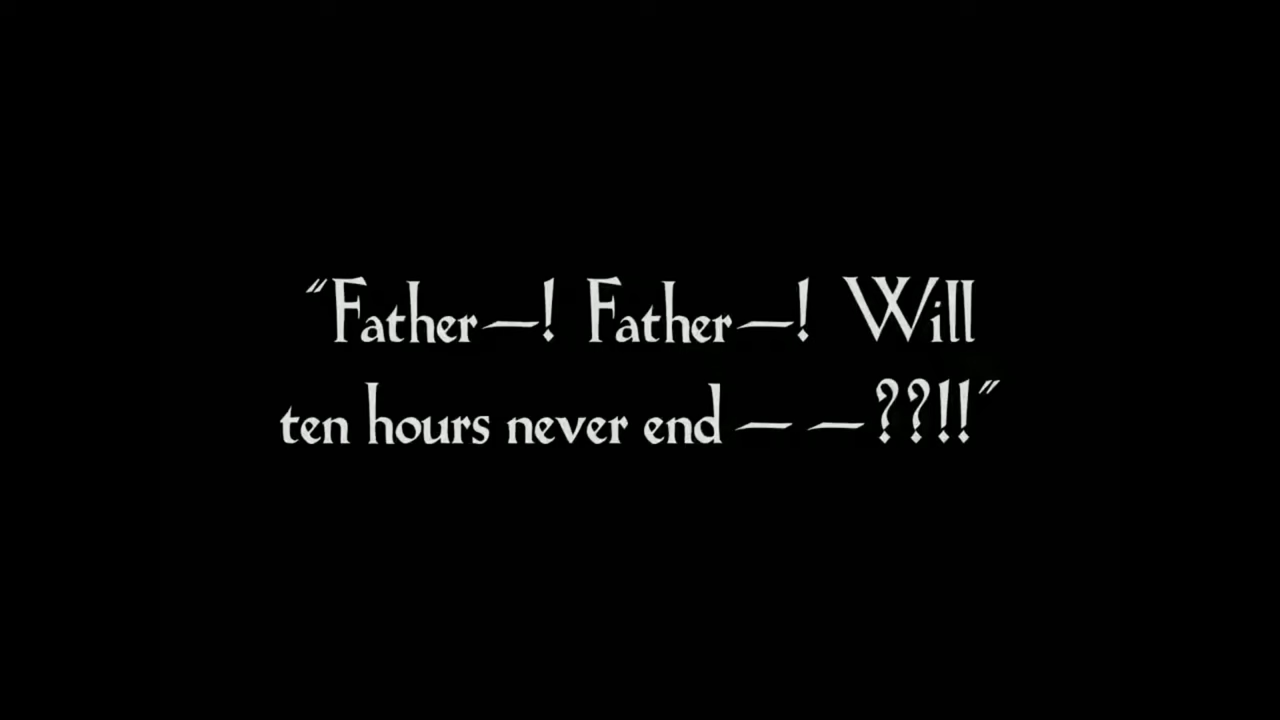 "Father—! Father—! Will
ten hours never end — —??!!"